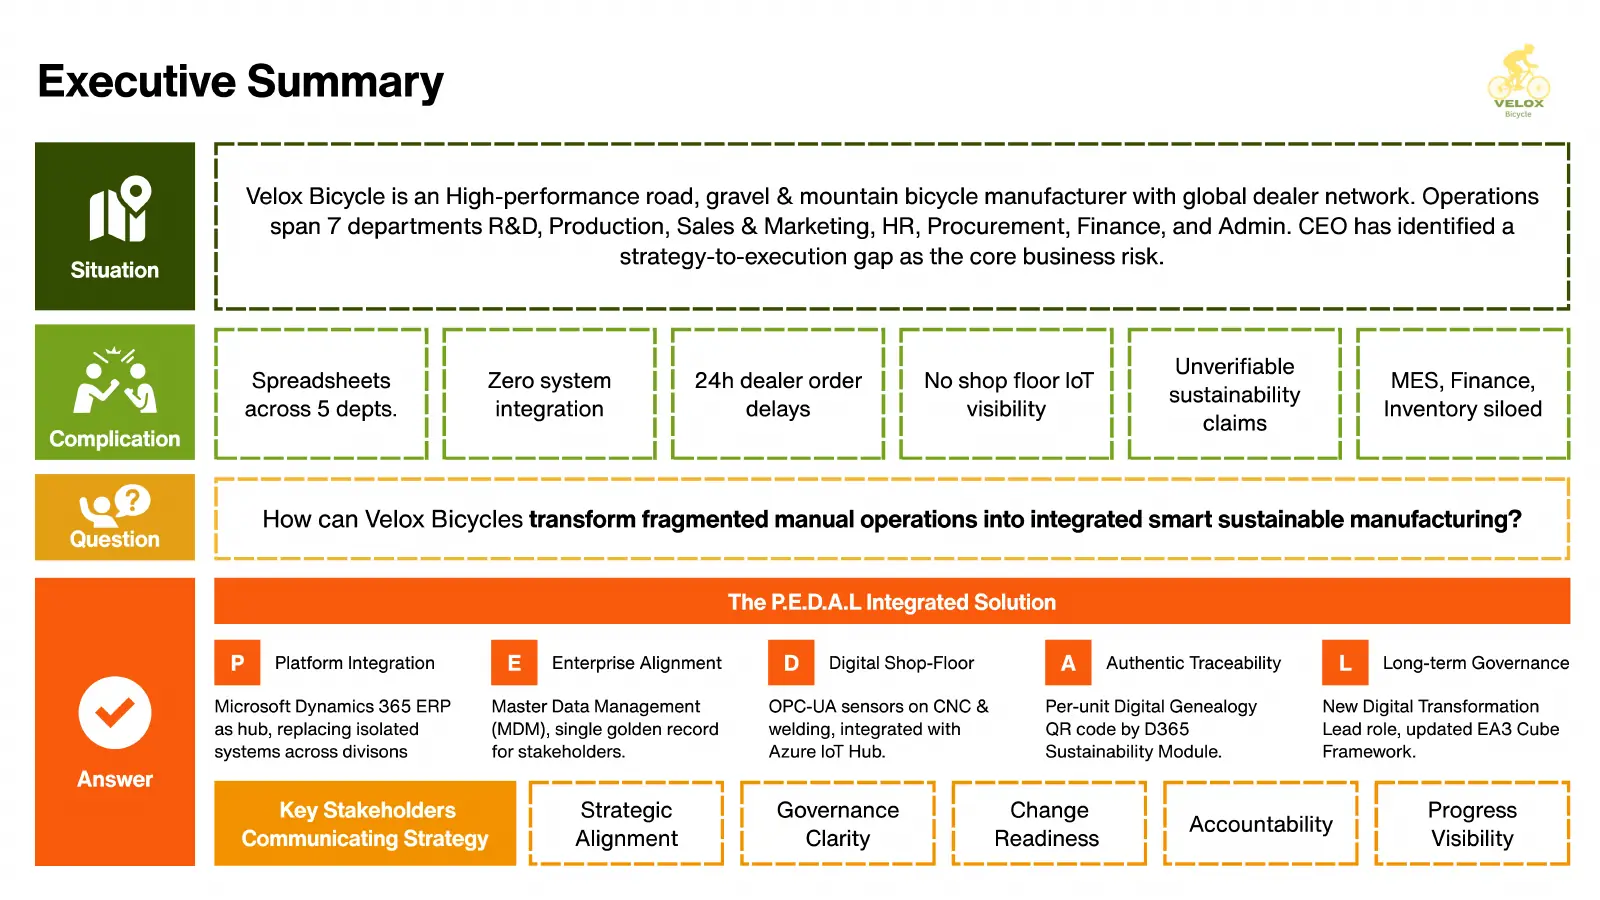 Executive Summary
VELOX
Bicycle
Situation
Velox Bicycle is an High-performance road, gravel & mountain bicycle manufacturer with global dealer network. Operations
span 7 departments R&D, Production, Sales & Marketing, HR, Procurement, Finance, and Admin. CEO has identified a
strategy-to-execution gap as the core business risk.
Complication
Spreadsheets
across 5 depts.
Zero system
integration
24h dealer order
delays
No shop floor IoT
visibility
Unverifiable
sustainability
claims
MES, Finance,
Inventory siloed
Question
How can Velox Bicycles transform fragmented manual operations into integrated smart sustainable manufacturing?
Answer
The P.E.D.A.L Integrated Solution
P Platform Integration
Microsoft Dynamics 365 ERP
as hub, replacing isolated
systems across divisons
E Enterprise Alignment
Master Data Management
(MDM), single golden record
for stakeholders.
D Digital Shop-Floor
OPC-UA sensors on CNC &
welding, integrated with
Azure IoT Hub.
A Authentic Traceability
Per-unit Digital Genealogy
QR code by D365
Sustainability Module.
L Long-term Governance
New Digital Transformation
Lead role, updated EA3 Cube
Framework.
Key Stakeholders
Communicating Strategy
Strategic
Alignment
Governance
Clarity
Change
Readiness
Accountability
Progress
Visibility